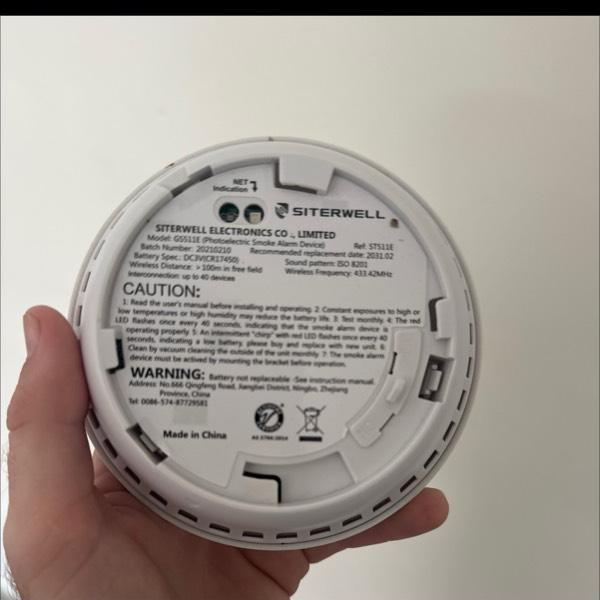 NET
Indication
SITERWELL
SITERWELL ELECTRONICS CO ., LIMITED
Model: GS511E (Photoelectric Smoke Alarm Device) Ref: ST511E
Batch Number: 20210210 Recommended replacement date: 2031.02
Battery Spec.: DC3V(CR17450) Sound pattern: ISO 8201
Wireless Distance: >100m in free field Wireless Frequency: 433.42MHz
Interconnection: up to 40 devices
CAUTION:
1: Read the user's manual before installing and operating. 2: Constant exposures to high or
low temperatures or high humidity may reduce the battery life. 3: Test monthly. 4: The red
LED flashes once every 40 seconds, indicating that the smoke alarm device is
operating properly. 5: An intermittent "chirp" with red LED flashes once every 40
seconds, indicating a low battery, please buy and replace with new unit. 6:
Clean by vacuum cleaning the outside of the unit monthly. 7: The smoke alarm
device must be actived by mounting the bracket before operation.
WARNING: Battery not replaceable -See instruction manual.
Address: No.666 Qingfeng Road, Jiangbei District, Ningbo, Zhejiang
Province, China
Tel: 0086-574-87729581
AS 3786:2014
Made in China